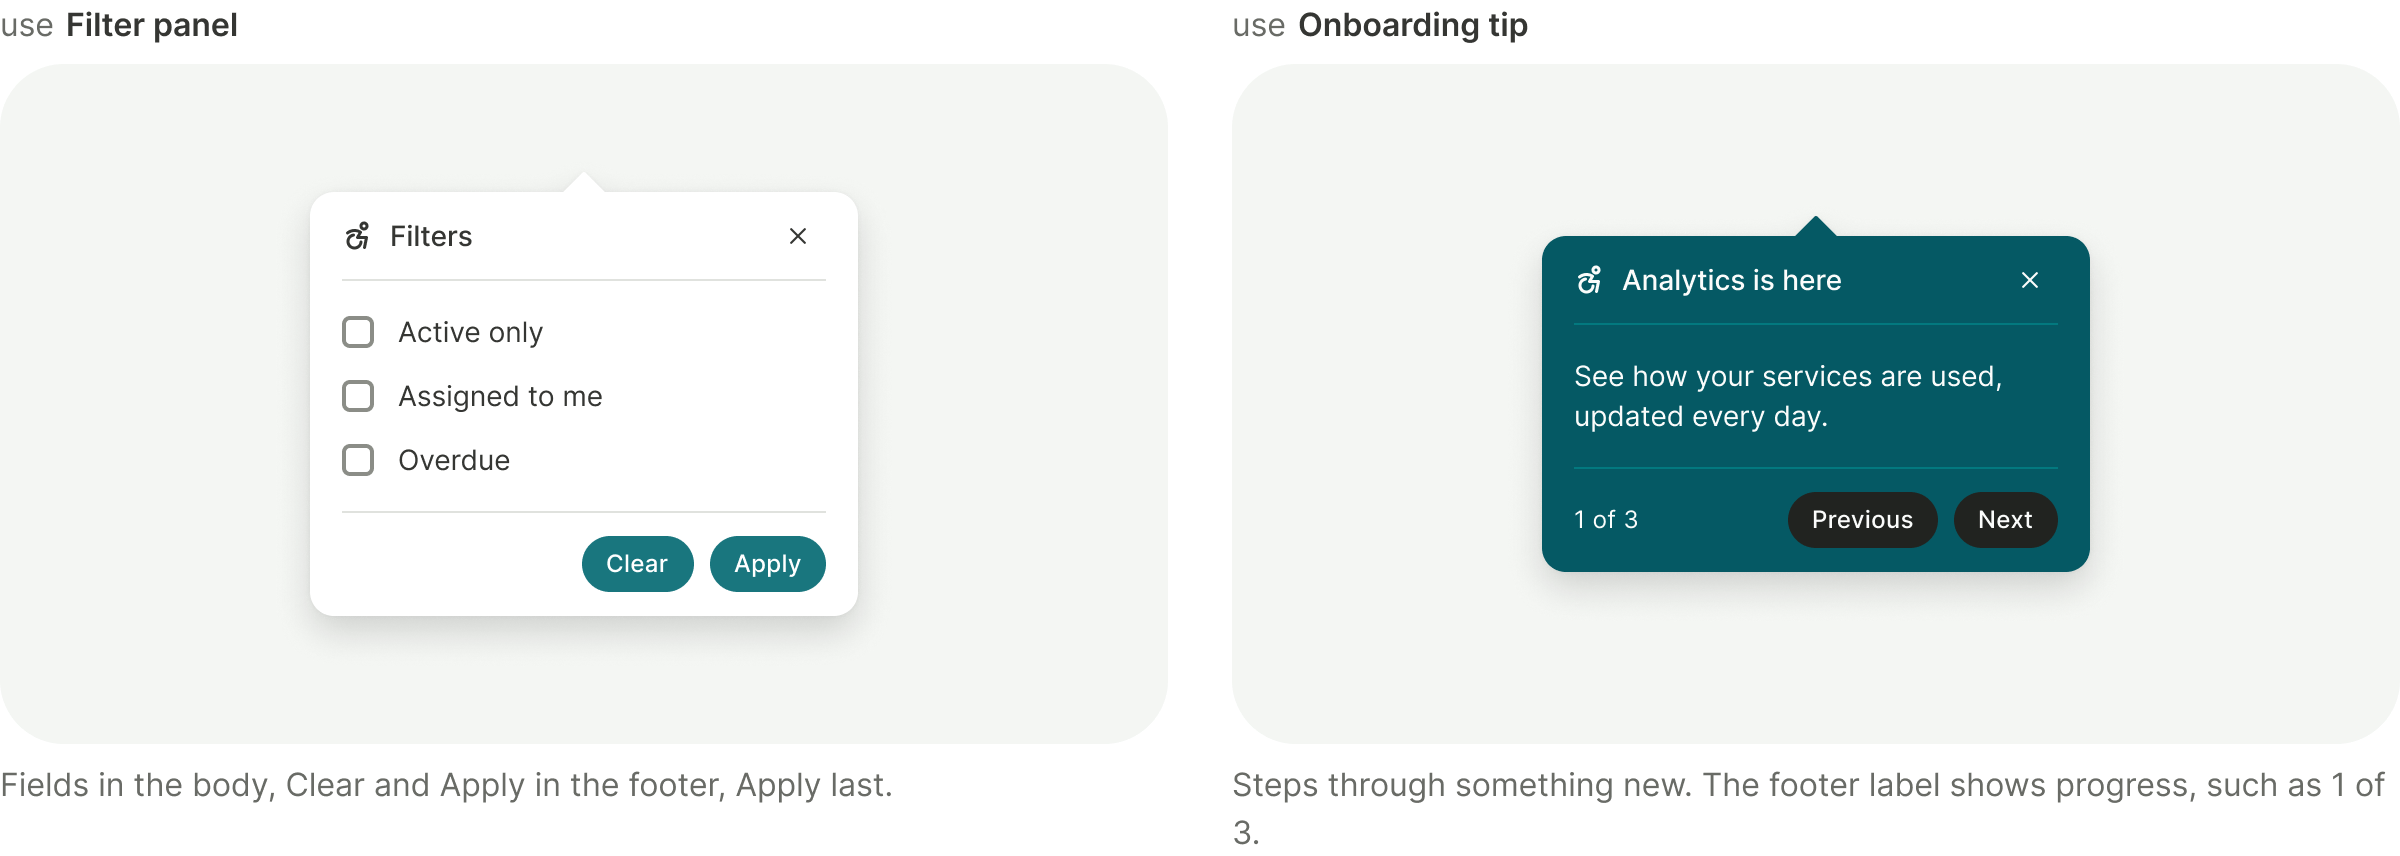 use Filter panel
Filters
Active only
Assigned to me
Overdue
Clear Apply
Fields in the body, Clear and Apply in the footer, Apply last.
use Onboarding tip
Analytics is here
See how your services are used,
updated every day.
1 of 3 Previous Next
Steps through something new. The footer label shows progress, such as 1 of
3.